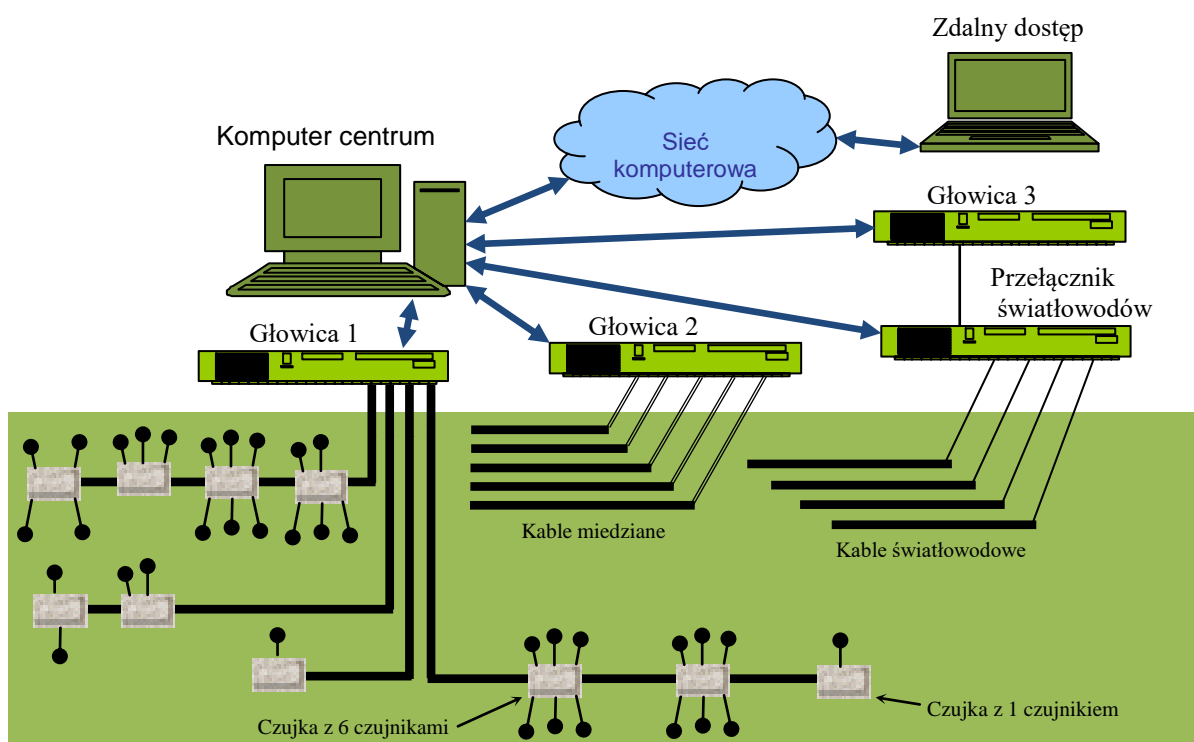 Zdalny dostęp
Komputer centrum
Sieć
komputerowa
Głowica 3
Przełącznik
światłowodów
Głowica 1
Głowica 2
Kable miedziane
Kable światłowodowe
Czujka z 6 czujnikami
Czujka z 1 czujnikiem